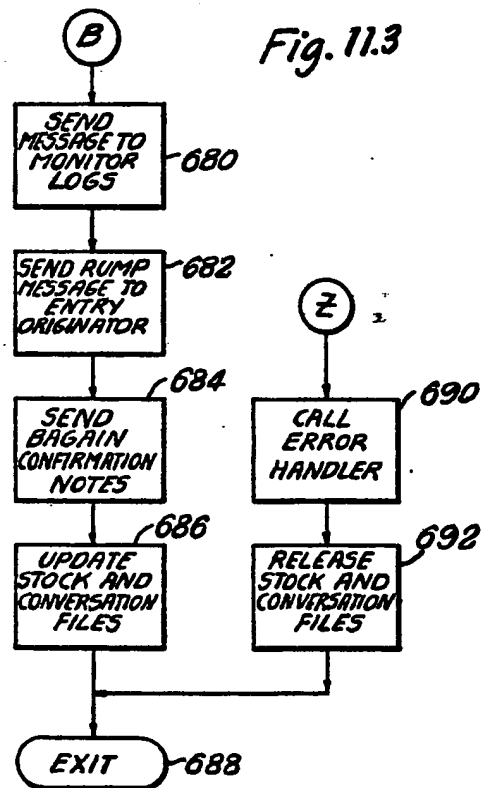 B
Fig. 11.3
SEND
MESSAGE TO
MONITOR
LOGS
680
SEND RUMP
MESSAGE TO
ENTRY
ORIGINATOR
682
Z
SEND
BAGAIN
CONFIRMATION
NOTES
684
CALL
ERROR
HANDLER
690
UPDATE
STOCK AND
CONVERSATION
FILES
686
RELEASE
STOCK AND
CONVERSATION
FILES
692
EXIT
688